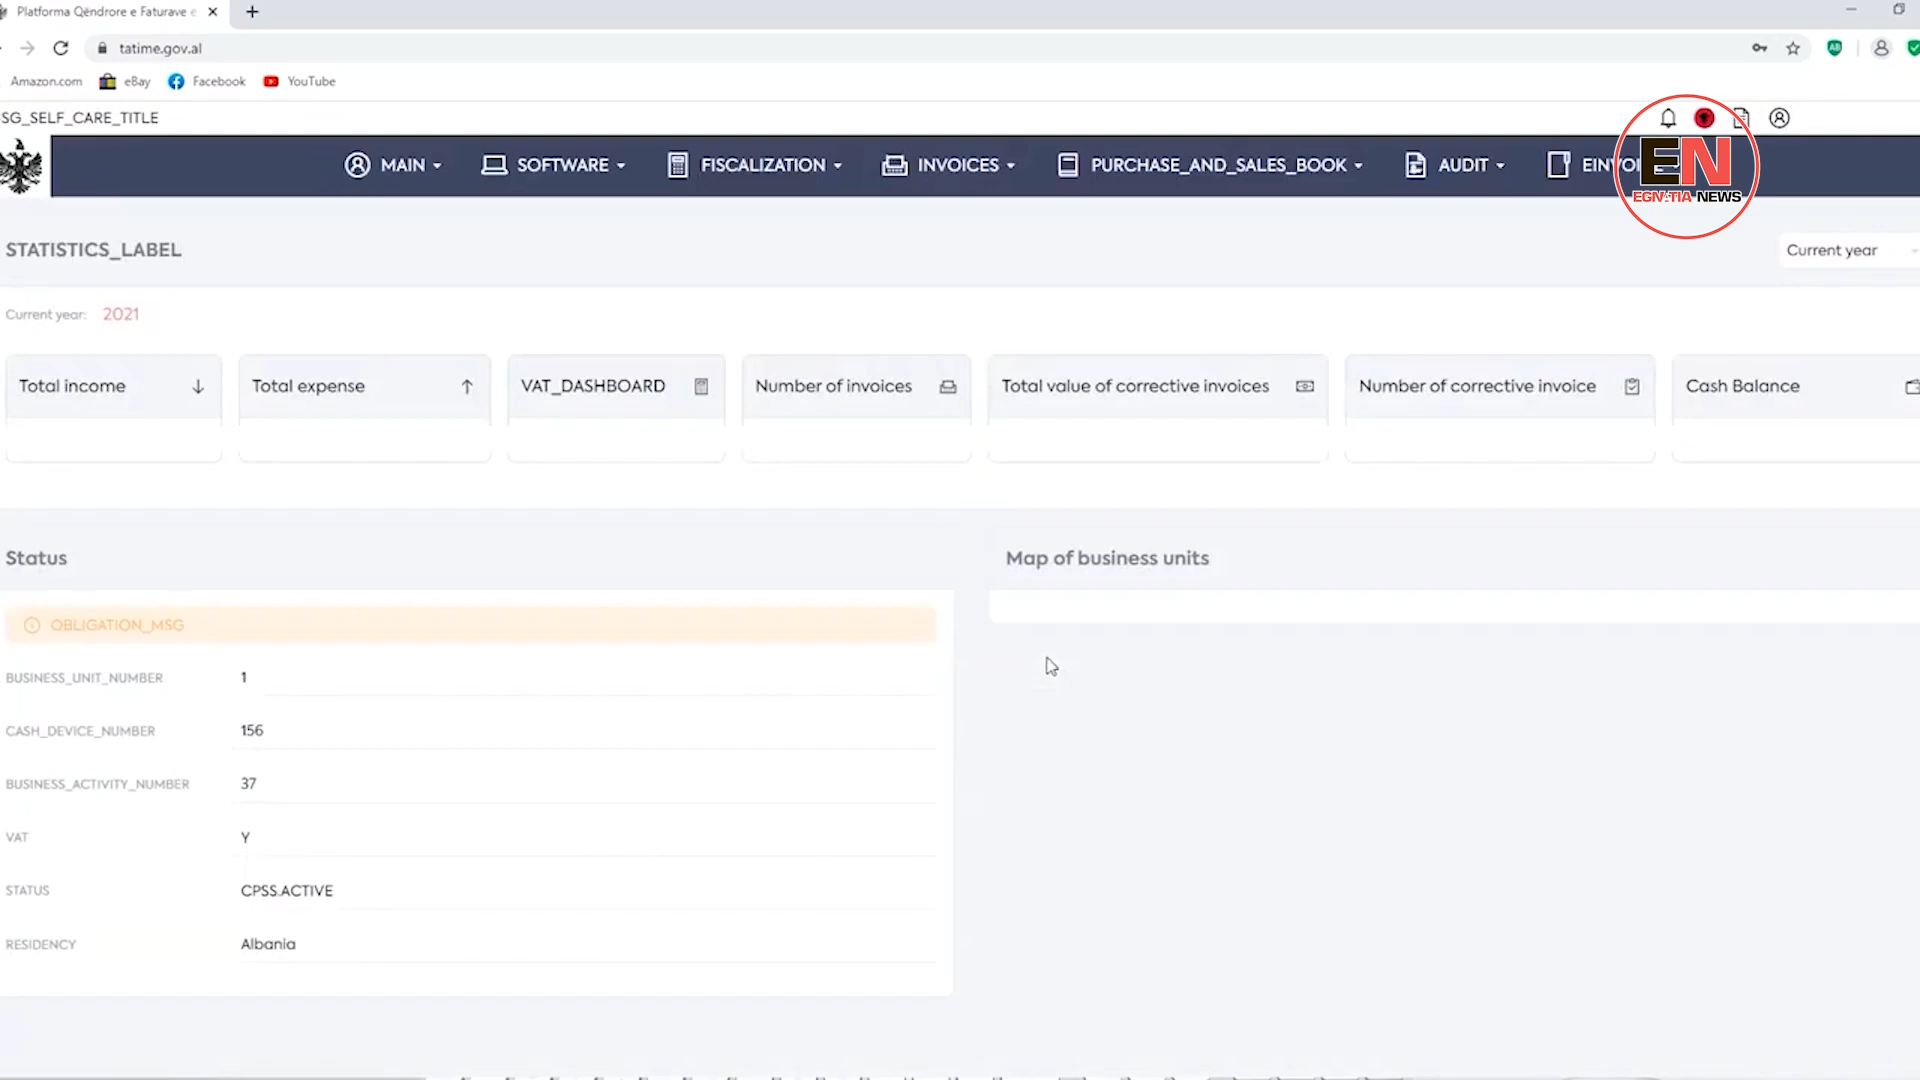 Platforma Qëndrore e Faturave e
tatime.gov.al
Amazon.com eBay Facebook YouTube
SG_SELF_CARE_TITLE
MAIN SOFTWARE FISCALIZATION INVOICES PURCHASE_AND_SALES_BOOK AUDIT EINVOI
EN
EGNATIA NEWS
STATISTICS_LABEL
Current year
Current year: 2021
Total income Total expense VAT_DASHBOARD Number of invoices Total value of corrective invoices Number of corrective invoice Cash Balance
Status
Map of business units
OBLIGATION_MSG
BUSINESS_UNIT_NUMBER 1
CASH_DEVICE_NUMBER 156
BUSINESS_ACTIVITY_NUMBER 37
VAT Y
STATUS CPSS.ACTIVE
RESIDENCY Albania